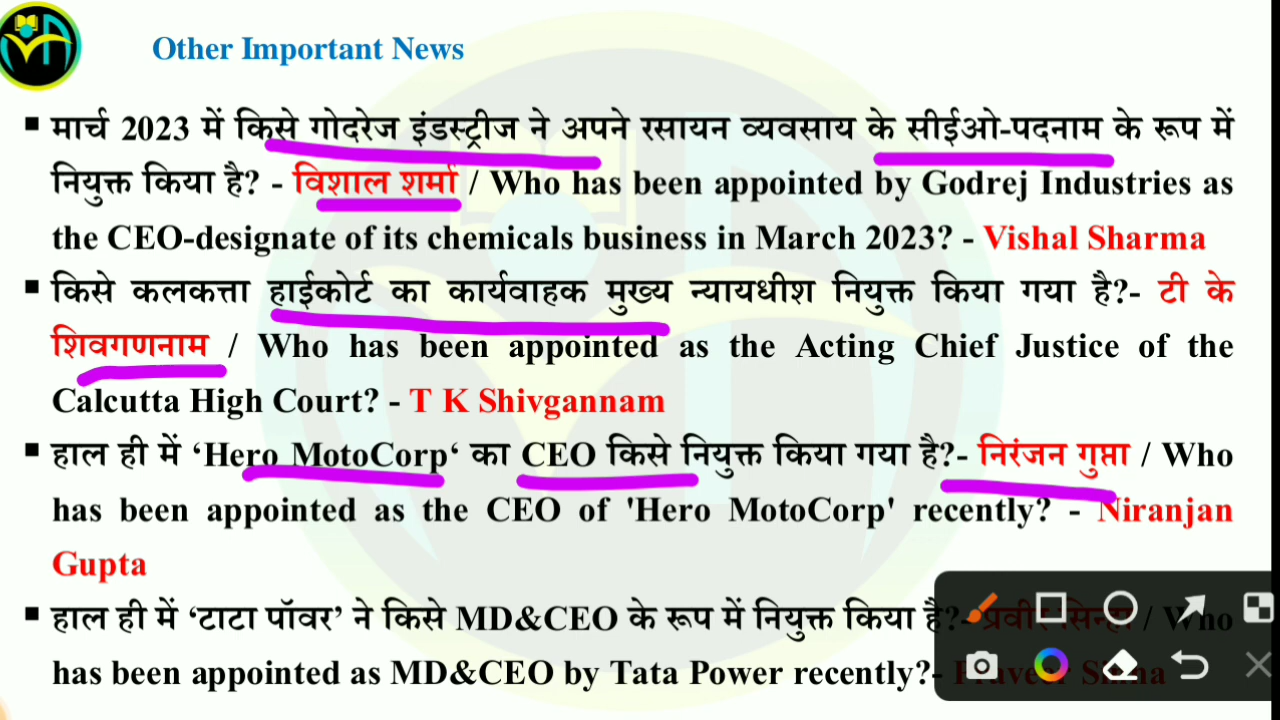 Other Important News
▪ मार्च 2023 में किसे गोदरेज इंडस्ट्रीज ने अपने रसायन व्यवसाय के सीईओ-पदनाम के रूप में
नियुक्त किया है? - विशाल शर्मा / Who has been appointed by Godrej Industries as
the CEO-designate of its chemicals business in March 2023? - Vishal Sharma
▪ किसे कलकत्ता हाईकोर्ट का कार्यवाहक मुख्य न्यायधीश नियुक्त किया गया है?- टी के
शिवगणनाम / Who has been appointed as the Acting Chief Justice of the
Calcutta High Court? - T K Shivgannam
▪ हाल ही में ‘Hero MotoCorp‘ का CEO किसे नियुक्त किया गया है?- निरंजन गुप्ता / Who
has been appointed as the CEO of 'Hero MotoCorp' recently? - Niranjan
Gupta
▪ हाल ही में ‘टाटा पॉवर’ ने किसे MD&CEO के रूप में नियुक्त किया है?- प्रवीर सिन्हा / Who
has been appointed as MD&CEO by Tata Power recently?- Praveer Sinha